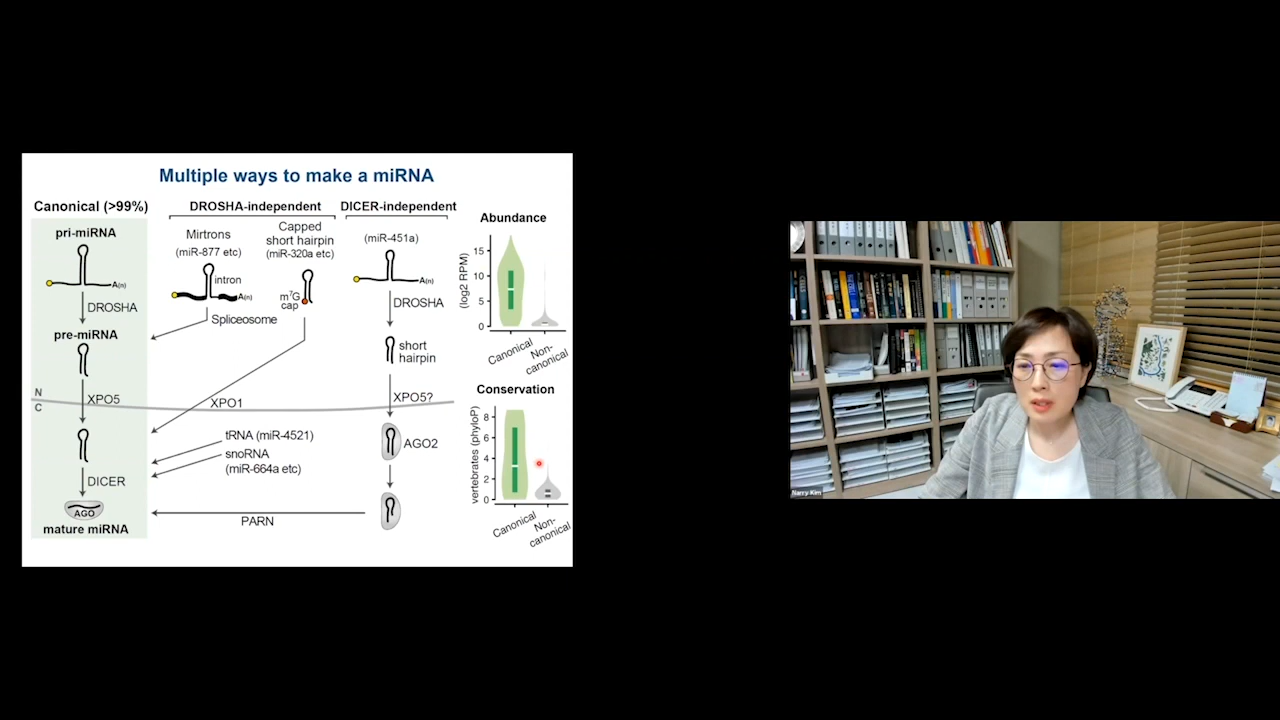 Multiple ways to make a miRNA
Canonical (>99%)
pri-miRNA
A(n)
DROSHA
pre-miRNA
N
C
XPO5
DICER
AGO
mature miRNA
DROSHA-independent
Mirtrons
(miR-877 etc)
intron
A(n)
Spliceosome
Capped
short hairpin
(miR-320a etc)
m⁷G
cap
XPO1
tRNA (miR-4521)
snoRNA
(miR-664a etc)
DICER-independent
(miR-451a)
A(n)
DROSHA
short
hairpin
XPO5?
AGO2
PARN
Abundance
(log2 RPM)
15
10
5
0
Canonical
Non-
canonical
Conservation
vertebrates (phyloP)
8
6
4
2
0
Canonical
Non-
canonical
Narry Kim